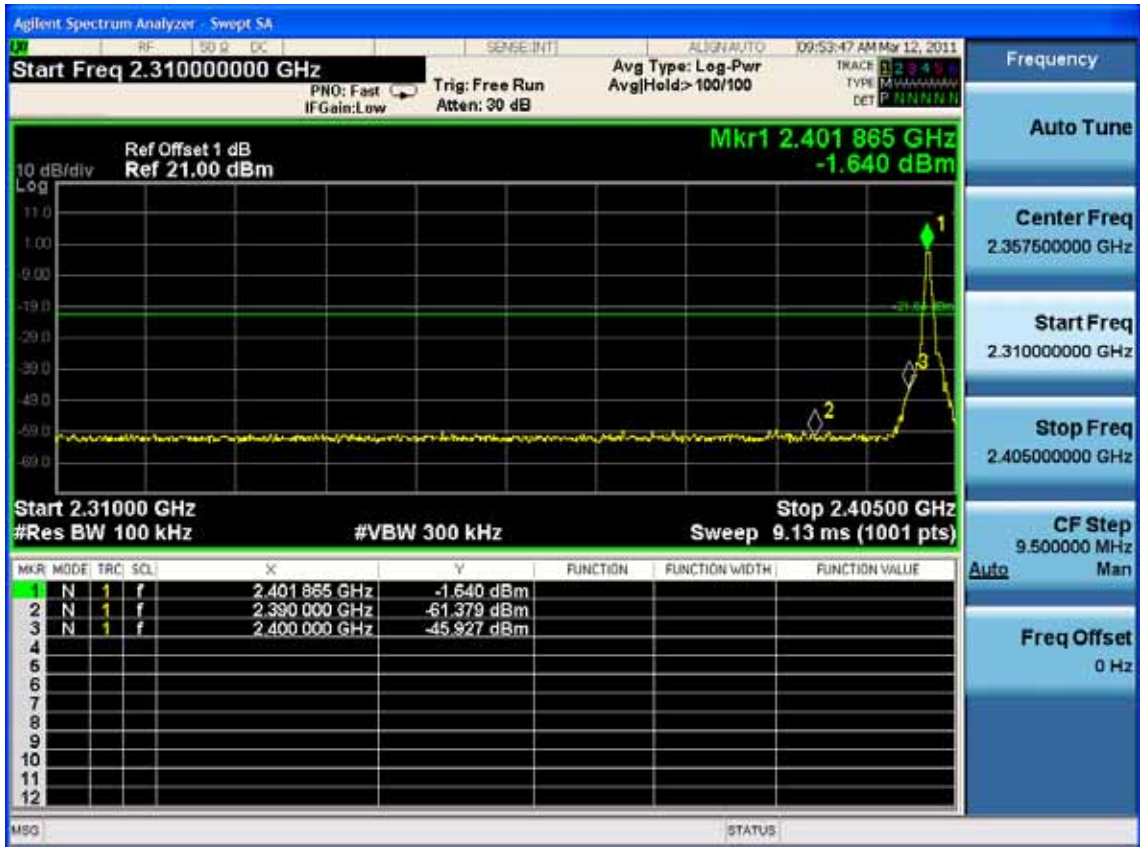 Agilent Spectrum Analyzer - Swept SA
RF 50 Ω DC SENSE:INT ALIGNAUTO 09:53:47 AM Mar 12, 2011
Start Freq 2.310000000 GHz
PNO: Fast
IFGain:Low
Trig: Free Run
Atten: 30 dB
Avg Type: Log-Pwr
Avg|Hold:> 100/100
TRACE 1 2 3 4 5 6
TYPE M
DET P N N N N N
Mkr1 2.401 865 GHz
-1.640 dBm
Ref Offset 1 dB
10 dB/div Ref 21.00 dBm
Log
11.0
1.00
-9.00
-19.0
-29.0
-39.0
-49.0
-59.0
-69.0
1
-21.64 dBm
3
2
Start 2.31000 GHz Stop 2.40500 GHz
#Res BW 100 kHz #VBW 300 kHz Sweep 9.13 ms (1001 pts)
MKR MODE TRC SCL X Y FUNCTION FUNCTION WIDTH FUNCTION VALUE
1 N 1 f 2.401 865 GHz -1.640 dBm
2 N 1 f 2.390 000 GHz -61.379 dBm
3 N 1 f 2.400 000 GHz -45.927 dBm
4
5
6
7
8
9
10
11
12
MSG STATUS
Frequency
Auto Tune
Center Freq
2.357500000 GHz
Start Freq
2.310000000 GHz
Stop Freq
2.405000000 GHz
CF Step
9.500000 MHz
Auto Man
Freq Offset
0 Hz